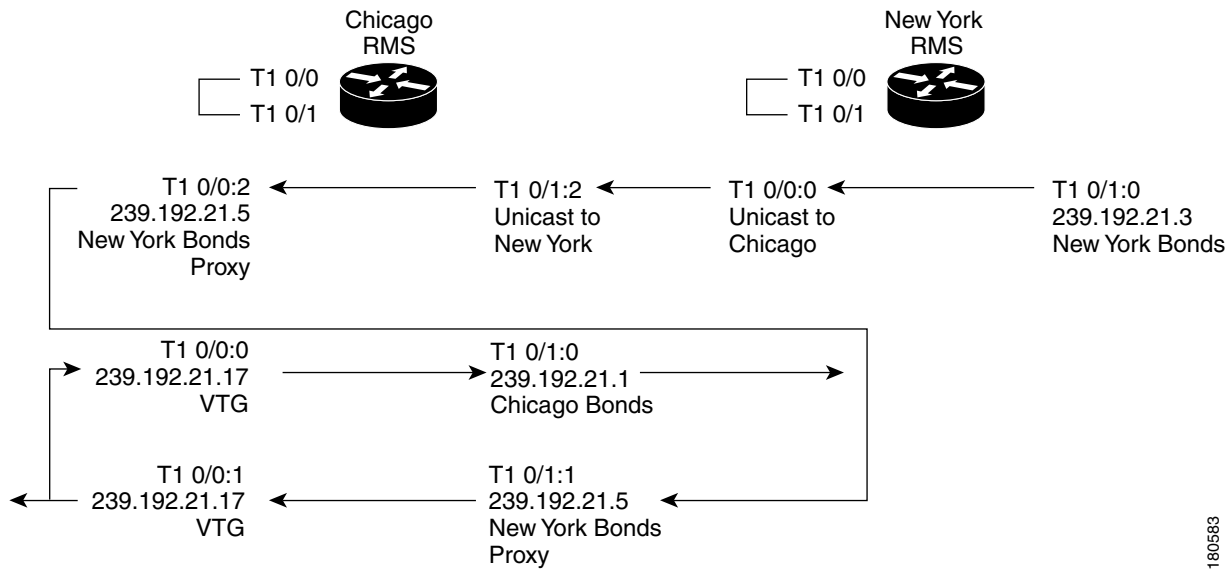 Chicago
RMS
T1 0/0
T1 0/1
New York
RMS
T1 0/0
T1 0/1
T1 0/0:2
239.192.21.5
New York Bonds
Proxy
T1 0/1:2
Unicast to
New York
T1 0/0:0
Unicast to
Chicago
T1 0/1:0
239.192.21.3
New York Bonds
T1 0/0:0
239.192.21.17
VTG
T1 0/1:0
239.192.21.1
Chicago Bonds
T1 0/0:1
239.192.21.17
VTG
T1 0/1:1
239.192.21.5
New York Bonds
Proxy
180583